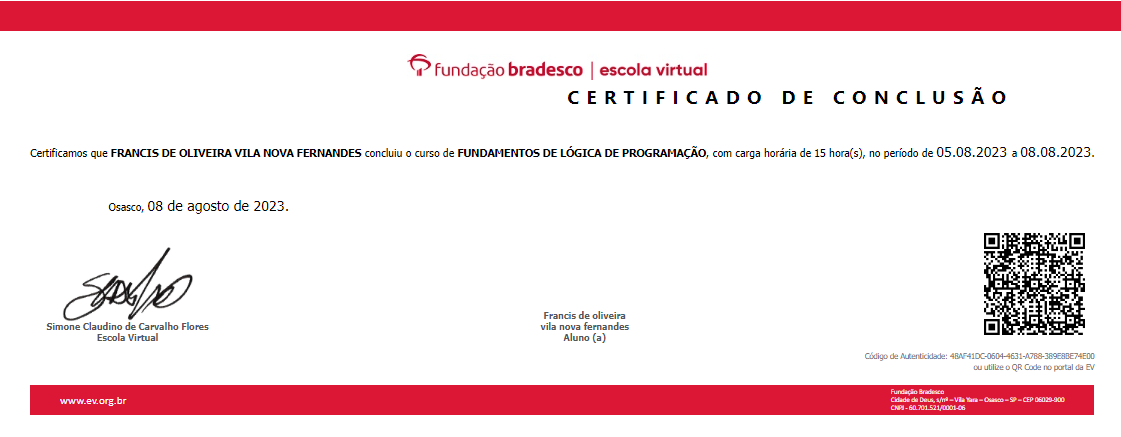 fundação bradesco | escola virtual
CERTIFICADO DE CONCLUSÃO
Certificamos que FRANCIS DE OLIVEIRA VILA NOVA FERNANDES concluiu o curso de FUNDAMENTOS DE LÓGICA DE PROGRAMAÇÃO, com carga horária de 15 hora(s), no período de 05.08.2023 a 08.08.2023.
Osasco, 08 de agosto de 2023.
Simone Claudino de Carvalho Flores
Escola Virtual
Francis de oliveira
vila nova fernandes
Aluno (a)
Código de Autenticidade: 4BAF41DC-0604-4631-A788-389E8BE74E00
ou utilize o QR Code no portal da EV
www.ev.org.br
Fundação Bradesco
Cidade de Deus, s/nº – Vila Yara – Osasco – SP – CEP 06029-900
CNPJ - 60.701.521/0001-06